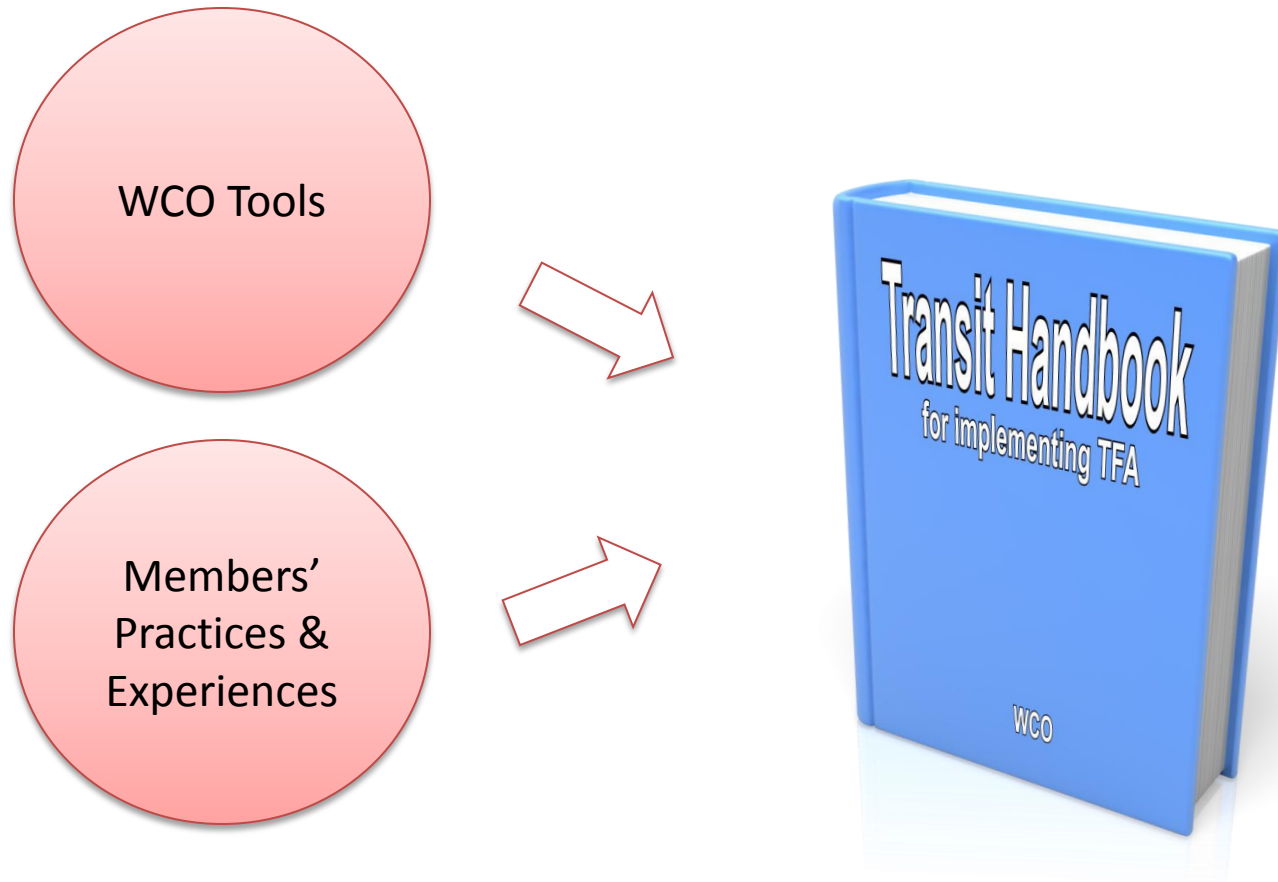 WCO Tools
Members’
Practices &
Experiences
Transit Handbook
for implementing TFA
WCO